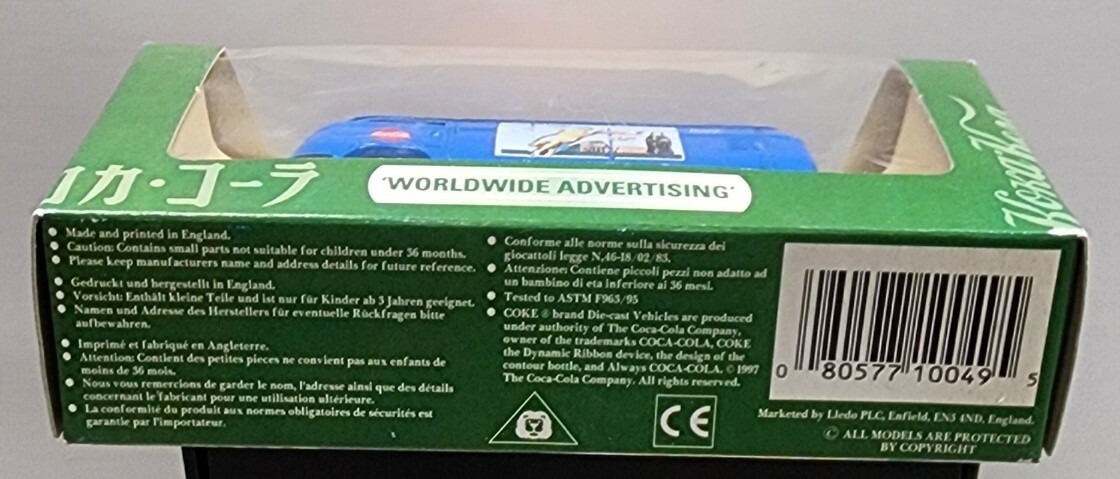 コカ・コーラ
'WORLDWIDE ADVERTISING'
Кока Кола
• Made and printed in England.
• Caution: Contains small parts not suitable for children under 36 months.
• Please keep manufacturers name and address details for future reference.
• Gedruckt und hergestellt in England.
• Vorsicht: Enthält kleine Teile und ist nur für Kinder ab 3 Jahren geeignet.
• Namen und Adresse des Herstellers für eventuelle Rückfragen bitte
aufbewahren.
• Imprimé et fabriqué en Angleterre.
• Attention: Contient des petites pieces ne convient pas aux enfants de
moins de 36 mois.
• Nous vous remercions de garder le nom, l'adresse ainsi que des détails
concernant le fabricant pour une utilisation ultérieure.
• La conformité du produit aux normes obligatoires de sécurités est
garantie par l'importateur.
• Conforme alle norme sulla sicurezza dei
giocattoli legge N.46-18/02/83.
• Attenzione: Contiene piccoli pezzi non adatto ad
un bambino di eta inferiore ai 36 mesi.
• Tested to ASTM F963/95
• COKE ® brand Die-cast Vehicles are produced
under authority of The Coca-Cola Company,
owner of the trademarks COCA-COLA, COKE
the Dynamic Ribbon device, the design of the
contour bottle, and Always COCA-COLA. © 1997
The Coca-Cola Company. All rights reserved.
CE
0 80577 10049 5
Marketed by Lledo PLC, Enfield, EN3 4ND, England.
© ALL MODELS ARE PROTECTED
BY COPYRIGHT